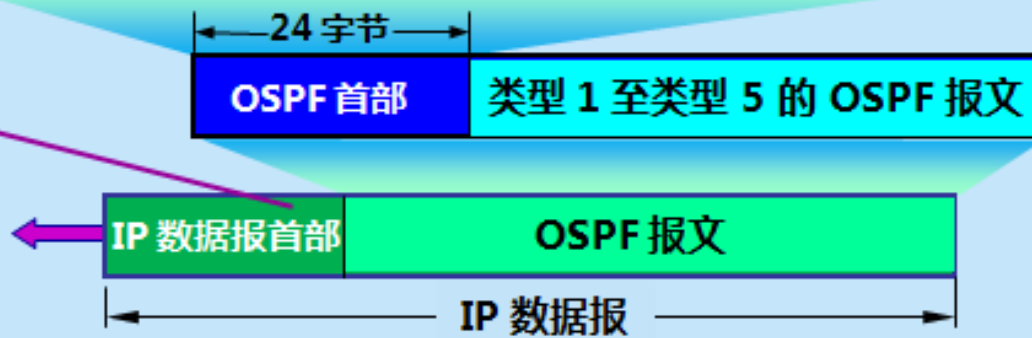 24 字节
OSPF 首部
类型 1 至类型 5 的 OSPF 报文
IP 数据报首部
OSPF 报文
IP 数据报